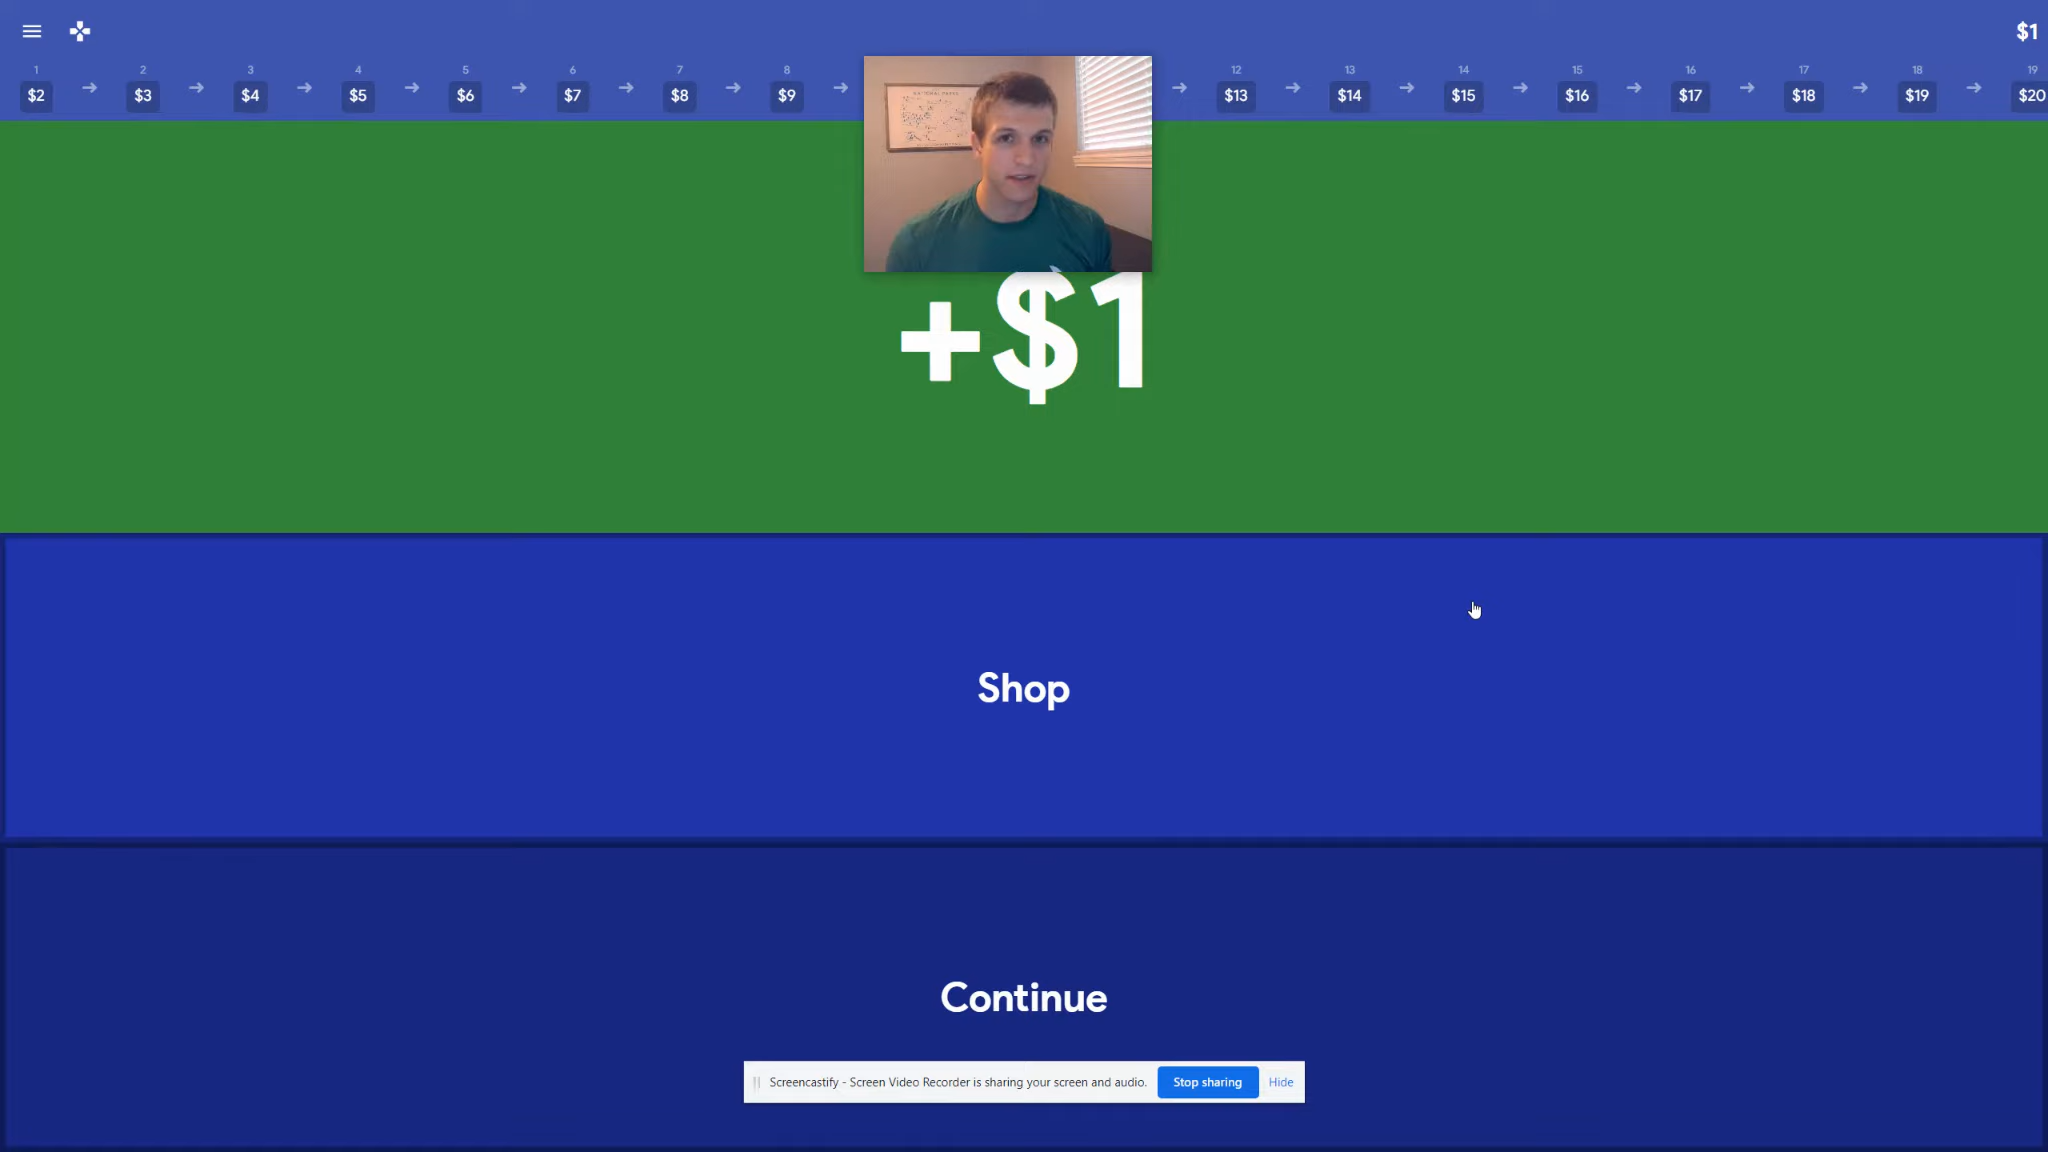 $1
1 2 3 4 5 6 7 8 12 13 14 15 16 17 18 19
$2 $3 $4 $5 $6 $7 $8 $9 $13 $14 $15 $16 $17 $18 $19 $20
NATIONAL PARKS
+$1
Shop
Continue
Screencastify - Screen Video Recorder is sharing your screen and audio. Stop sharing Hide